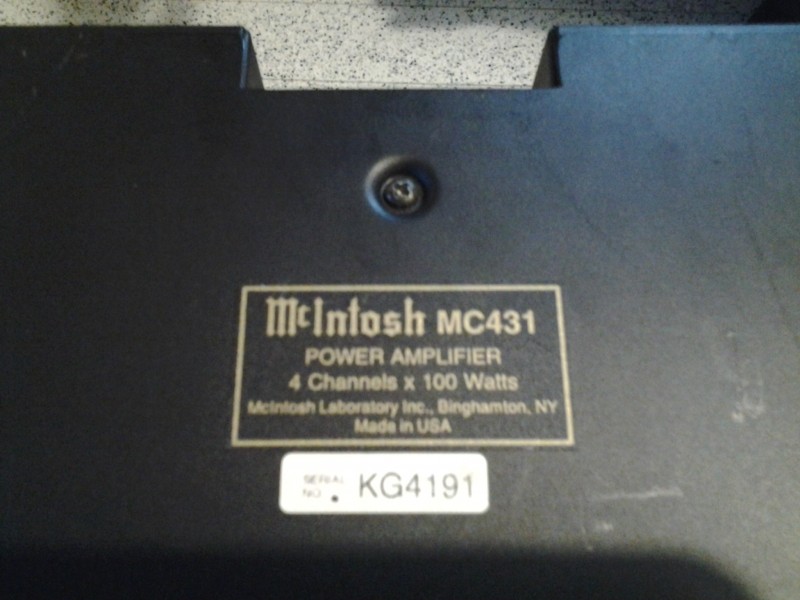 McIntosh MC431
POWER AMPLIFIER
4 Channels x 100 Watts
McIntosh Laboratory Inc., Binghamton, NY
Made in USA
SERIAL
NO. KG4191